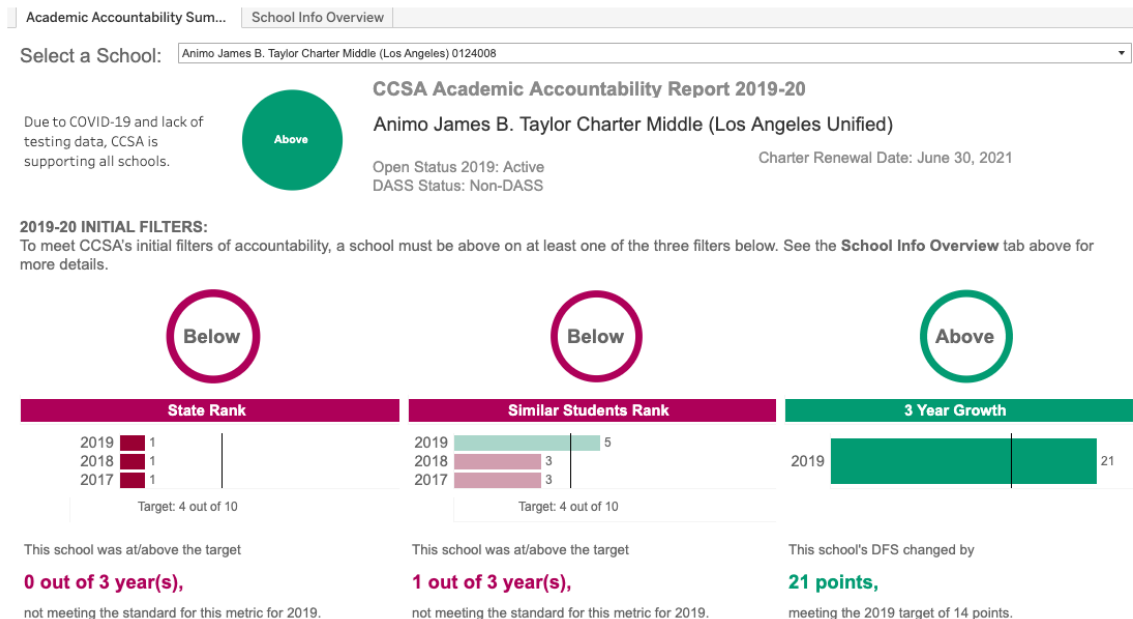 Academic Accountability Sum...
School Info Overview
Select a School:
Animo James B. Taylor Charter Middle (Los Angeles) 0124008
CCSA Academic Accountability Report 2019-20
Due to COVID-19 and lack of
testing data, CCSA is
supporting all schools.
Above
Animo James B. Taylor Charter Middle (Los Angeles Unified)
Open Status 2019: Active
DASS Status: Non-DASS
Charter Renewal Date: June 30, 2021
2019-20 INITIAL FILTERS:
To meet CCSA's initial filters of accountability, a school must be above on at least one of the three filters below. See the School Info Overview tab above for
more details.
Below
State Rank
2019 1
2018 1
2017 1
Target: 4 out of 10
This school was at/above the target
0 out of 3 year(s),
not meeting the standard for this metric for 2019.
Below
Similar Students Rank
2019 5
2018 3
2017 3
Target: 4 out of 10
This school was at/above the target
1 out of 3 year(s),
not meeting the standard for this metric for 2019.
Above
3 Year Growth
2019 21
This school's DFS changed by
21 points,
meeting the 2019 target of 14 points.